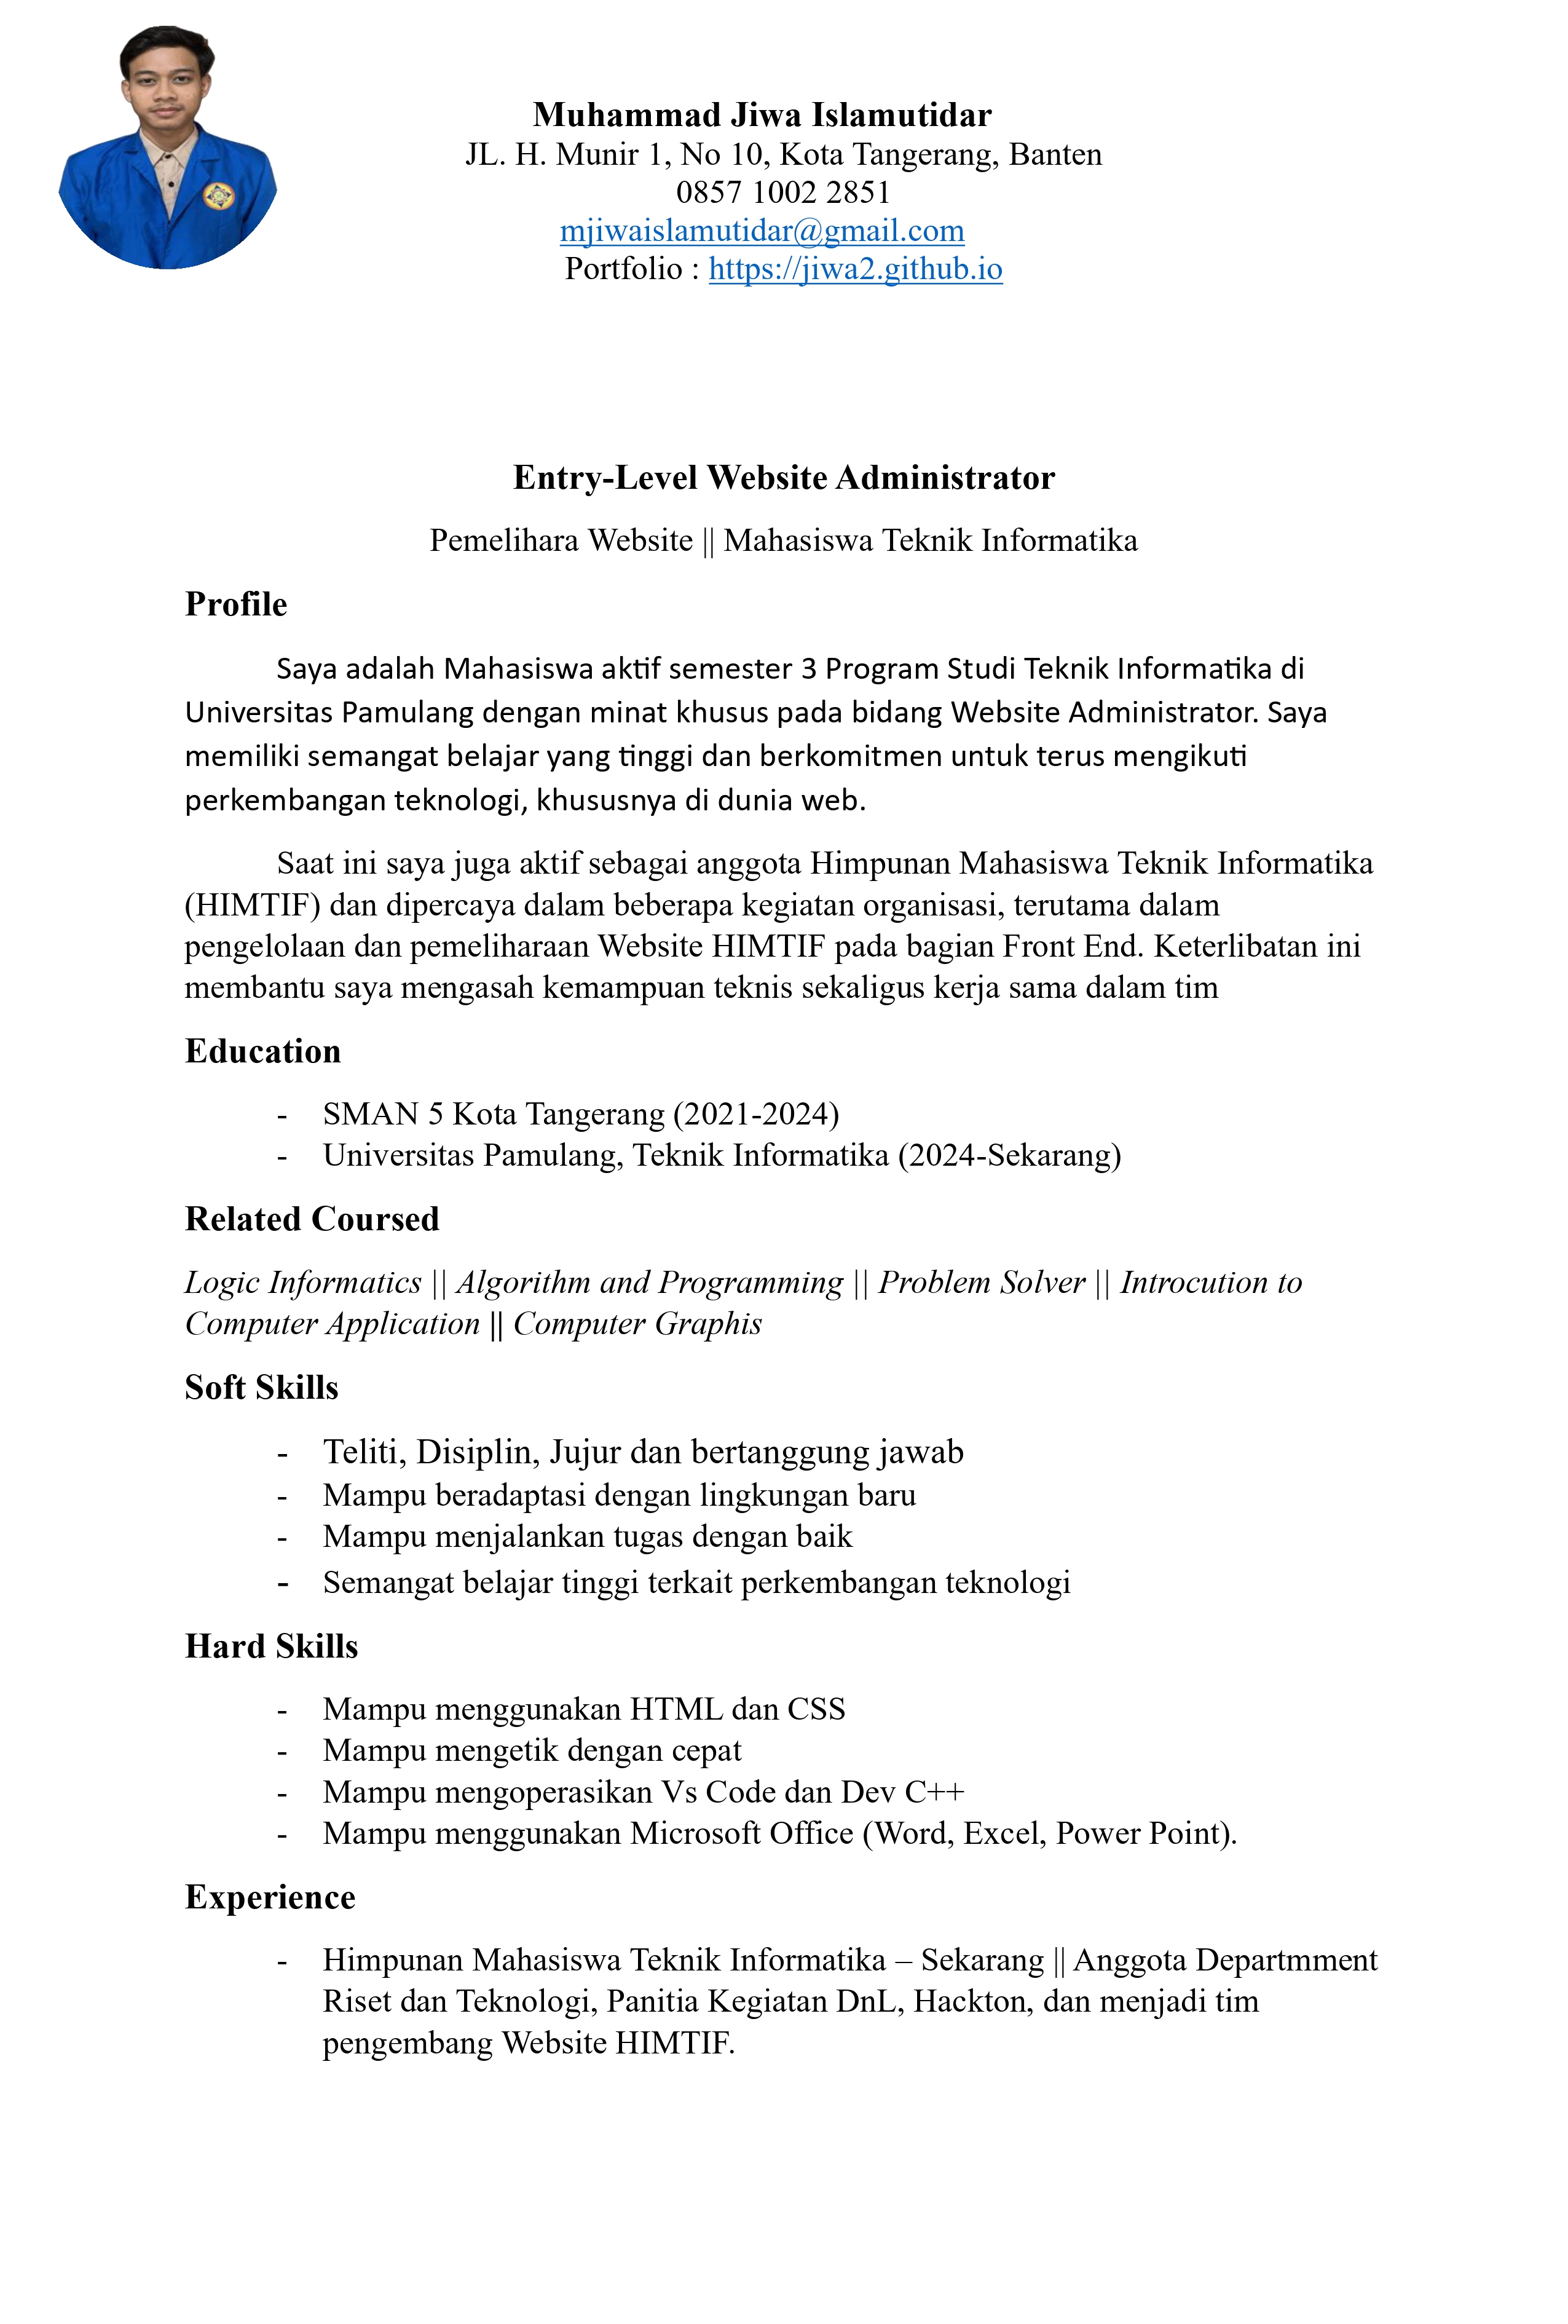 Muhammad Jiwa Islamutidar
JL. H. Munir 1, No 10, Kota Tangerang, Banten
0857 1002 2851
mjiwaislamutidar@gmail.com
Portfolio : https://jiwa2.github.io
Entry-Level Website Administrator
Pemelihara Website || Mahasiswa Teknik Informatika
Profile
Saya adalah Mahasiswa aktif semester 3 Program Studi Teknik Informatika di
Universitas Pamulang dengan minat khusus pada bidang Website Administrator. Saya
memiliki semangat belajar yang tinggi dan berkomitmen untuk terus mengikuti
perkembangan teknologi, khususnya di dunia web.
Saat ini saya juga aktif sebagai anggota Himpunan Mahasiswa Teknik Informatika
(HIMTIF) dan dipercaya dalam beberapa kegiatan organisasi, terutama dalam
pengelolaan dan pemeliharaan Website HIMTIF pada bagian Front End. Keterlibatan ini
membantu saya mengasah kemampuan teknis sekaligus kerja sama dalam tim
Education
- SMAN 5 Kota Tangerang (2021-2024)
- Universitas Pamulang, Teknik Informatika (2024-Sekarang)
Related Coursed
Logic Informatics || Algorithm and Programming || Problem Solver || Introcution to
Computer Application || Computer Graphis
Soft Skills
- Teliti, Disiplin, Jujur dan bertanggung jawab
- Mampu beradaptasi dengan lingkungan baru
- Mampu menjalankan tugas dengan baik
- Semangat belajar tinggi terkait perkembangan teknologi
Hard Skills
- Mampu menggunakan HTML dan CSS
- Mampu mengetik dengan cepat
- Mampu mengoperasikan Vs Code dan Dev C++
- Mampu menggunakan Microsoft Office (Word, Excel, Power Point).
Experience
- Himpunan Mahasiswa Teknik Informatika – Sekarang || Anggota Departmment
Riset dan Teknologi, Panitia Kegiatan DnL, Hackton, dan menjadi tim
pengembang Website HIMTIF.